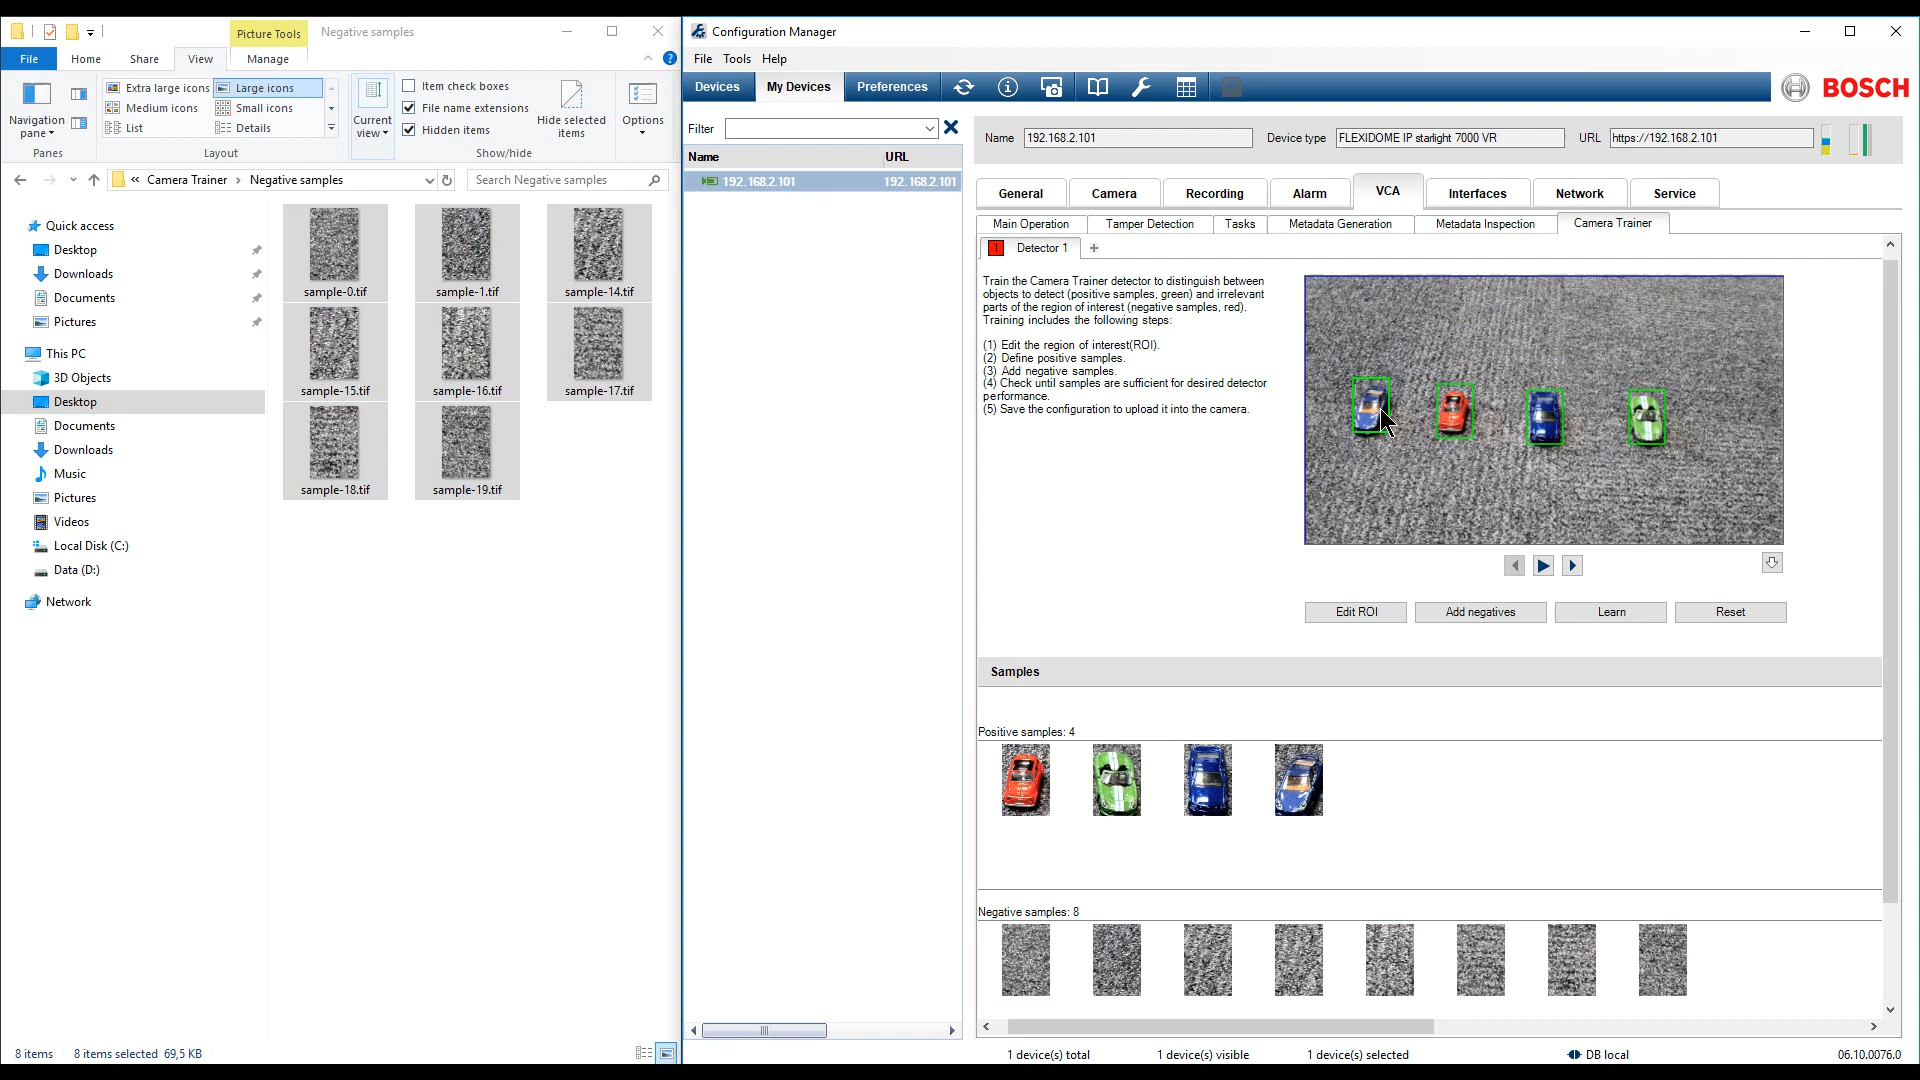 Picture Tools
Negative samples
File
Home
Share
View
Manage
?
Navigation pane
Extra large icons
Large icons
Medium icons
Small icons
List
Details
Current view
Item check boxes
File name extensions
Hidden items
Hide selected items
Options
Panes
Layout
Show/hide
« Camera Trainer › Negative samples
Search Negative samples
Quick access
Desktop
Downloads
Documents
Pictures
This PC
3D Objects
Desktop
Documents
Downloads
Music
Pictures
Videos
Local Disk (C:)
Data (D:)
Network
sample-0.tif
sample-1.tif
sample-14.tif
sample-15.tif
sample-16.tif
sample-17.tif
sample-18.tif
sample-19.tif
8 items
8 items selected 69,5 KB
Configuration Manager
File Tools Help
Devices
My Devices
Preferences
BOSCH
Filter
Name
URL
192.168.2.101
192.168.2.101
Name
192.168.2.101
Device type
FLEXIDOME IP starlight 7000 VR
URL
https://192.168.2.101
General
Camera
Recording
Alarm
VCA
Interfaces
Network
Service
Main Operation
Tamper Detection
Tasks
Metadata Generation
Metadata Inspection
Camera Trainer
1
Detector 1
+
Train the Camera Trainer detector to distinguish between
objects to detect (positive samples, green) and irrelevant
parts of the region of interest (negative samples, red).
Training includes the following steps:
(1) Edit the region of interest(ROI).
(2) Define positive samples.
(3) Add negative samples.
(4) Check until samples are sufficient for desired detector
performance.
(5) Save the configuration to upload it into the camera.
Edit ROI
Add negatives
Learn
Reset
Samples
Positive samples: 4
Negative samples: 8
1 device(s) total
1 device(s) visible
1 device(s) selected
DB local
06.10.0076.0